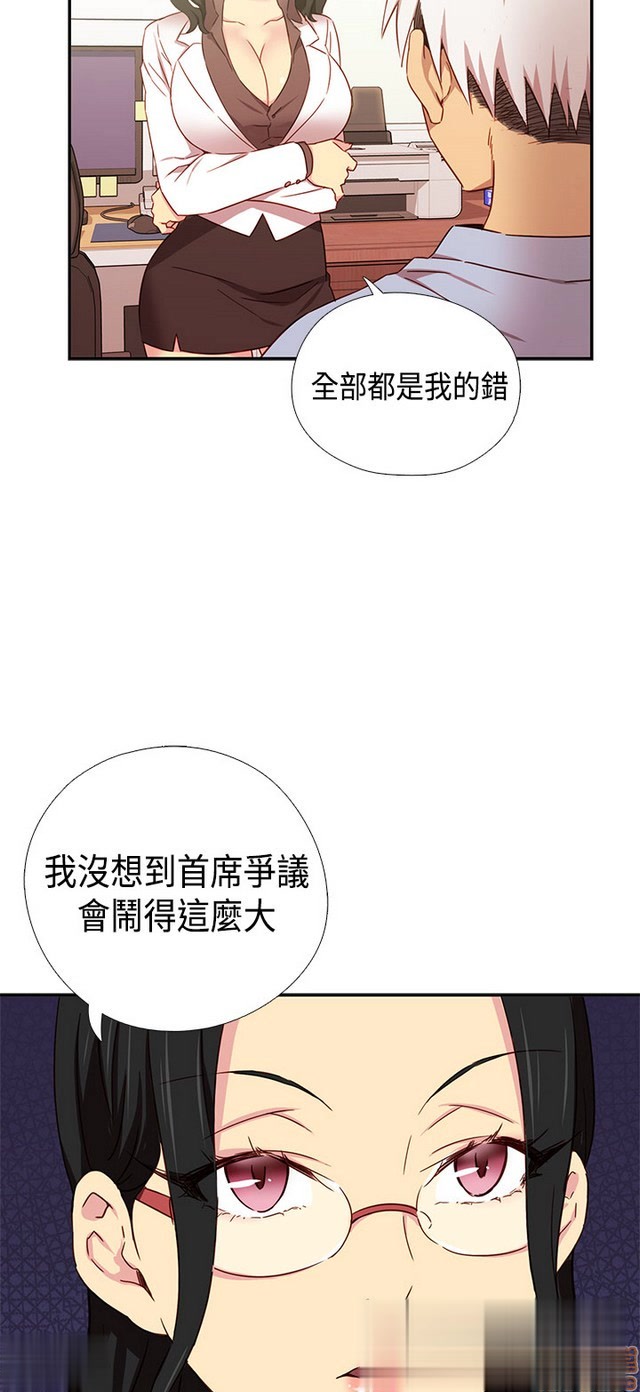 全部都是我的錯
我沒想到首席爭議
會鬧得這麼大